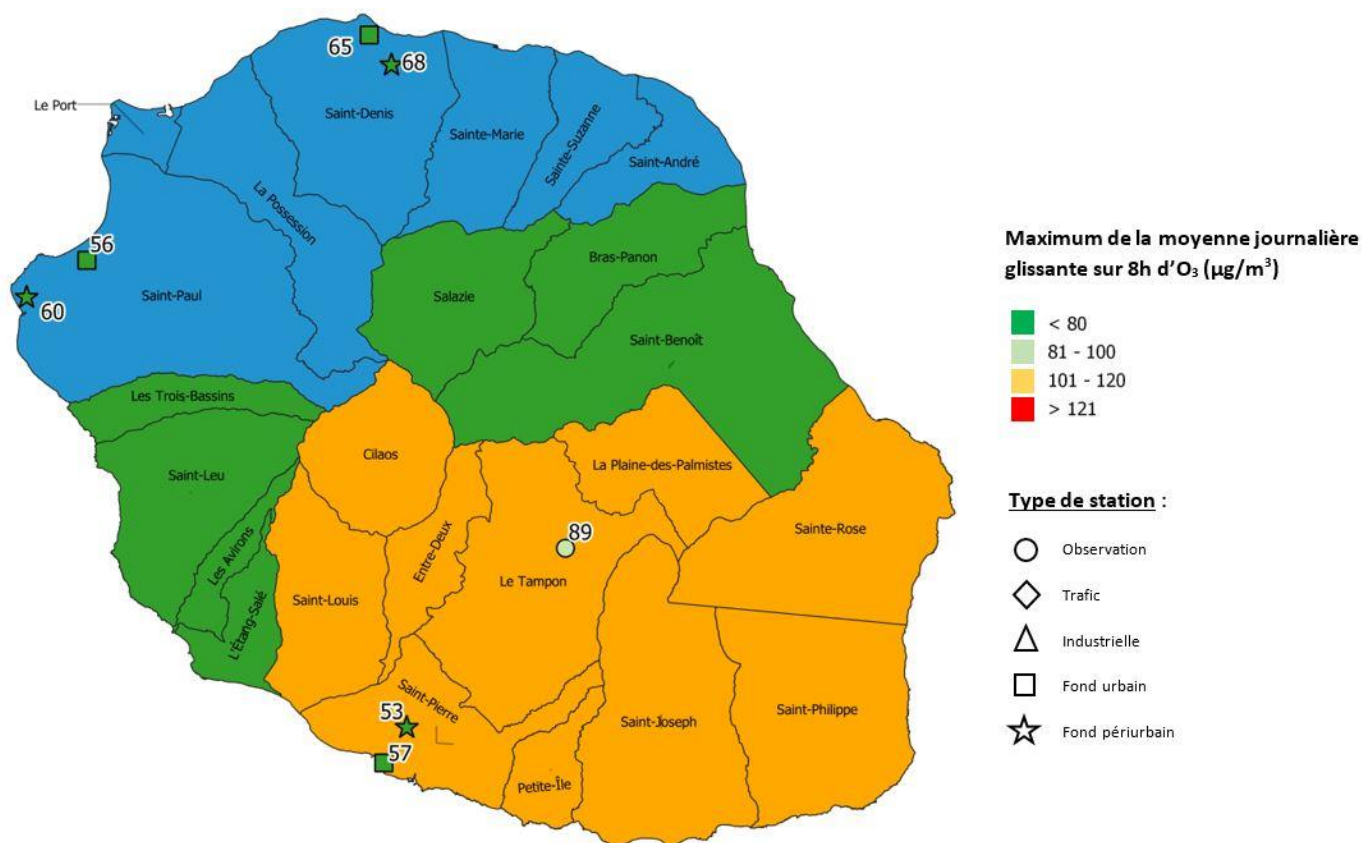 65
68
Le Port
Saint-Denis
Sainte-Marie
Sainte-Suzanne
Saint-André
La Possession
56
Saint-Paul
60
Bras-Panon
Salazie
Saint-Benoît
Les Trois-Bassins
Cilaos
La Plaine-des-Palmistes
Saint-Leu
Les Avirons
L'Étang-Salé
Saint-Louis
Entre-Deux
89
Le Tampon
Sainte-Rose
Saint-Pierre
53
57
Petite-Île
Saint-Joseph
Saint-Philippe
Maximum de la moyenne journalière
glissante sur 8h d’O₃ (µg/m³)
< 80
81 - 100
101 - 120
> 121
Type de station :
Observation
Trafic
Industrielle
Fond urbain
Fond périurbain